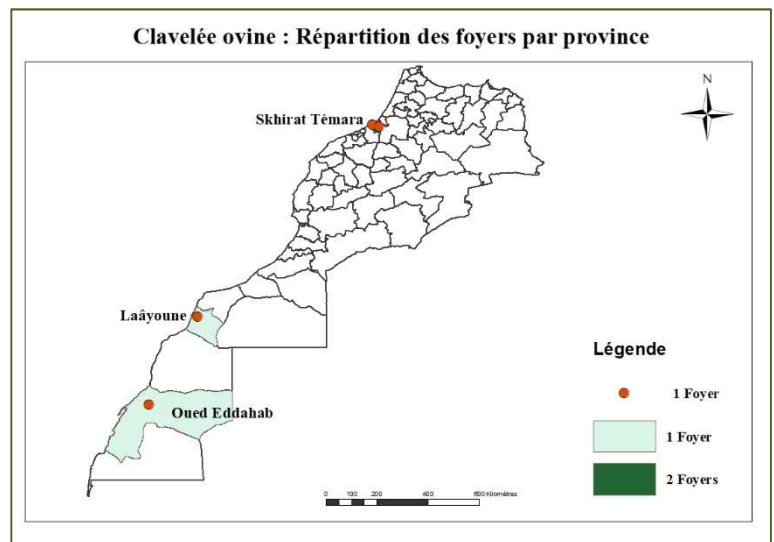 Clavelée ovine : Répartition des foyers par province
N
Skhirat Témara
Laâyoune
Oued Eddahab
Légende
1 Foyer
1 Foyer
2 Foyers
0 50 100 200 400 600 Kilomètres